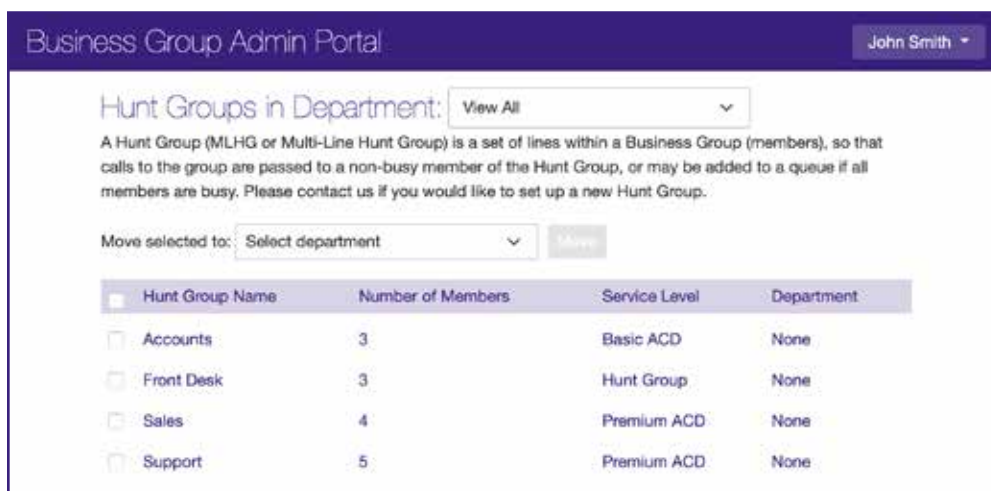 Business Group Admin Portal
John Smith
Hunt Groups in Department: View All
A Hunt Group (MLHG or Multi-Line Hunt Group) is a set of lines within a Business Group (members), so that
calls to the group are passed to a non-busy member of the Hunt Group, or may be added to a queue if all
members are busy. Please contact us if you would like to set up a new Hunt Group.
Move selected to: Select department Move
Hunt Group Name Number of Members Service Level Department
Accounts 3 Basic ACD None
Front Desk 3 Hunt Group None
Sales 4 Premium ACD None
Support 5 Premium ACD None